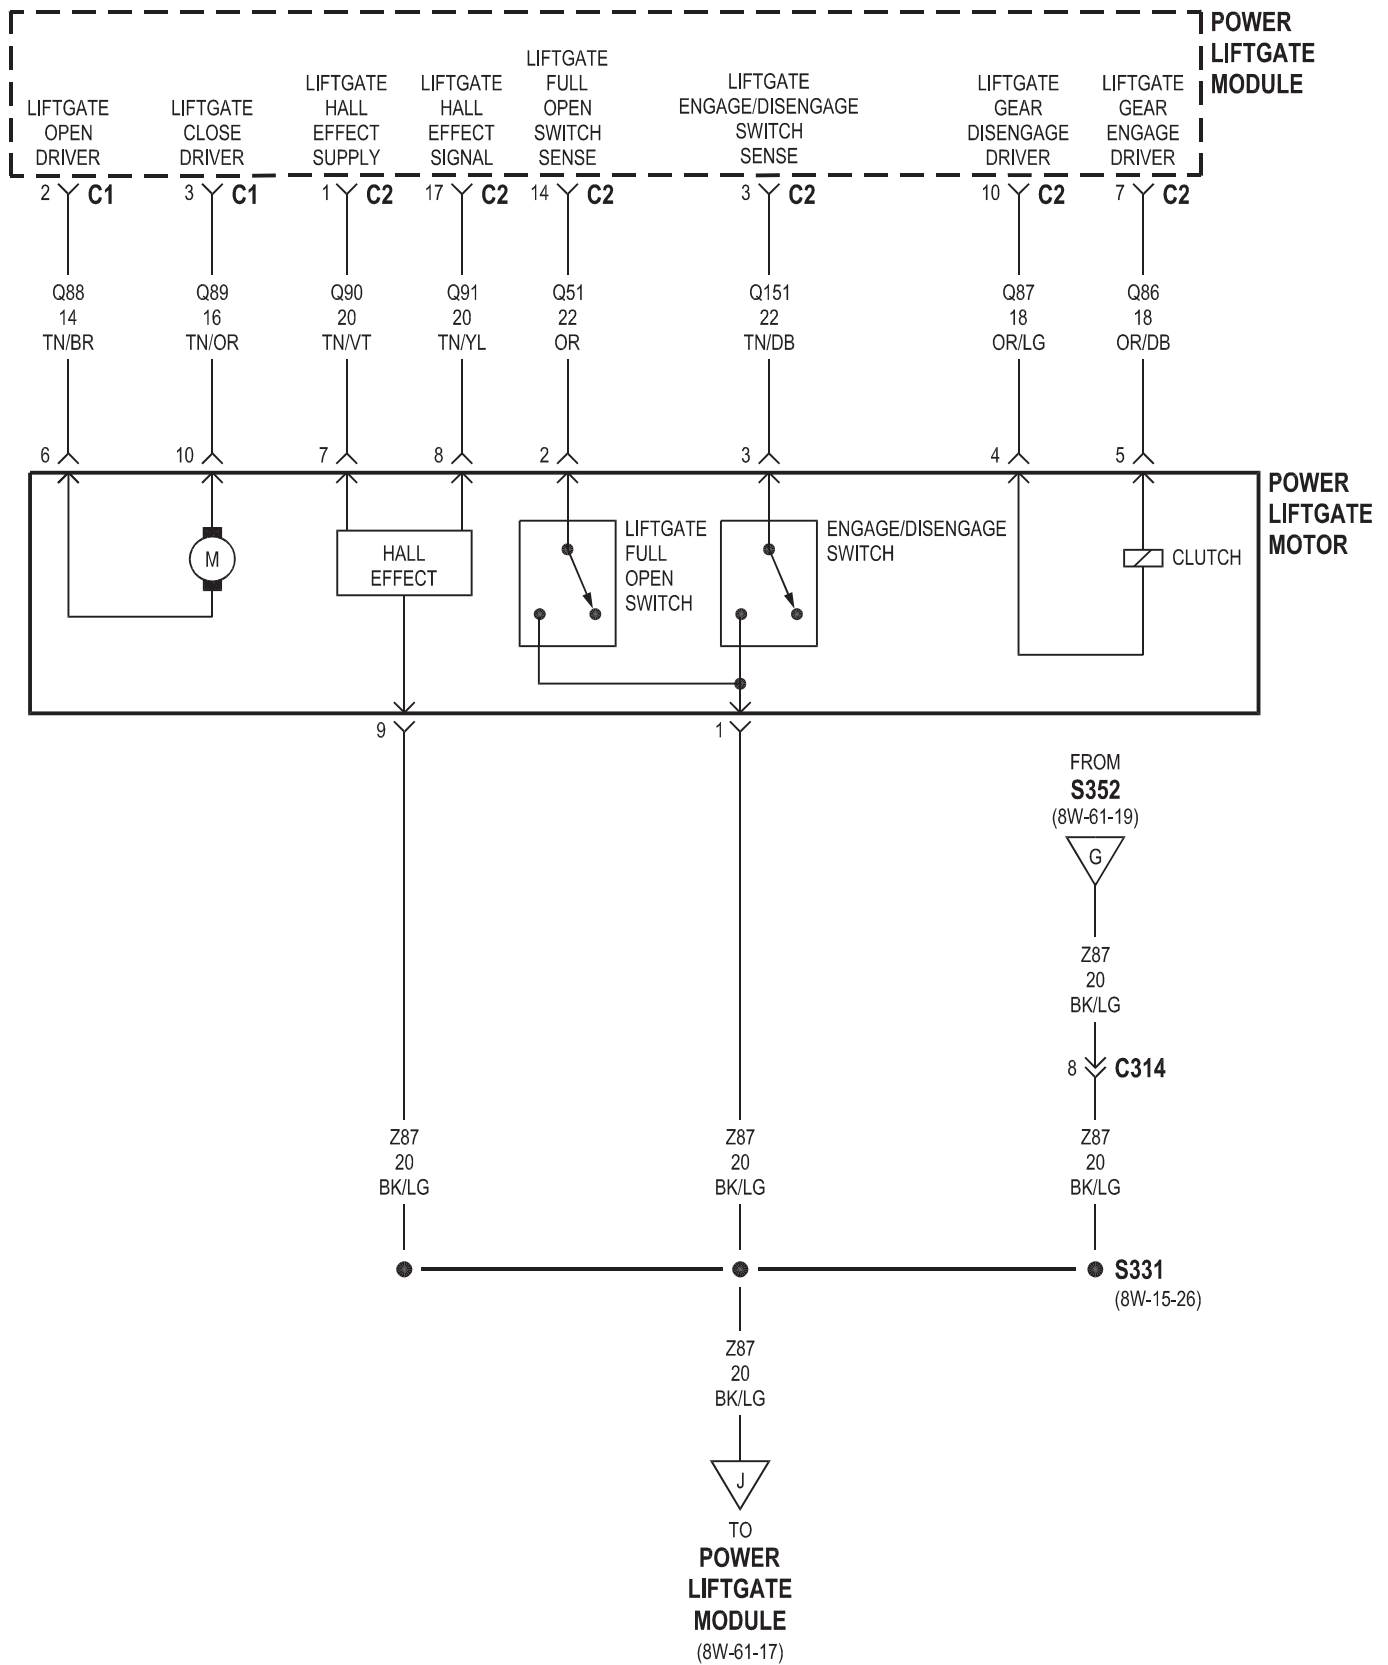 POWER
LIFTGATE
MODULE
LIFTGATE
OPEN
DRIVER
LIFTGATE
CLOSE
DRIVER
LIFTGATE
HALL
EFFECT
SUPPLY
LIFTGATE
HALL
EFFECT
SIGNAL
LIFTGATE
FULL
OPEN
SWITCH
SENSE
LIFTGATE
ENGAGE/DISENGAGE
SWITCH
SENSE
LIFTGATE
GEAR
DISENGAGE
DRIVER
LIFTGATE
GEAR
ENGAGE
DRIVER
2 C1
3 C1
1 C2
17 C2
14 C2
3 C2
10 C2
7 C2
Q88
14
TN/BR
Q89
16
TN/OR
Q90
20
TN/VT
Q91
20
TN/YL
Q51
22
OR
Q151
22
TN/DB
Q87
18
OR/LG
Q86
18
OR/DB
6
10
7
8
2
3
4
5
POWER
LIFTGATE
MOTOR
M
HALL
EFFECT
LIFTGATE
FULL
OPEN
SWITCH
ENGAGE/DISENGAGE
SWITCH
CLUTCH
9
1
FROM
S352
(8W-61-19)
G
Z87
20
BK/LG
8 C314
Z87
20
BK/LG
Z87
20
BK/LG
Z87
20
BK/LG
S331
(8W-15-26)
Z87
20
BK/LG
J
TO
POWER
LIFTGATE
MODULE
(8W-61-17)